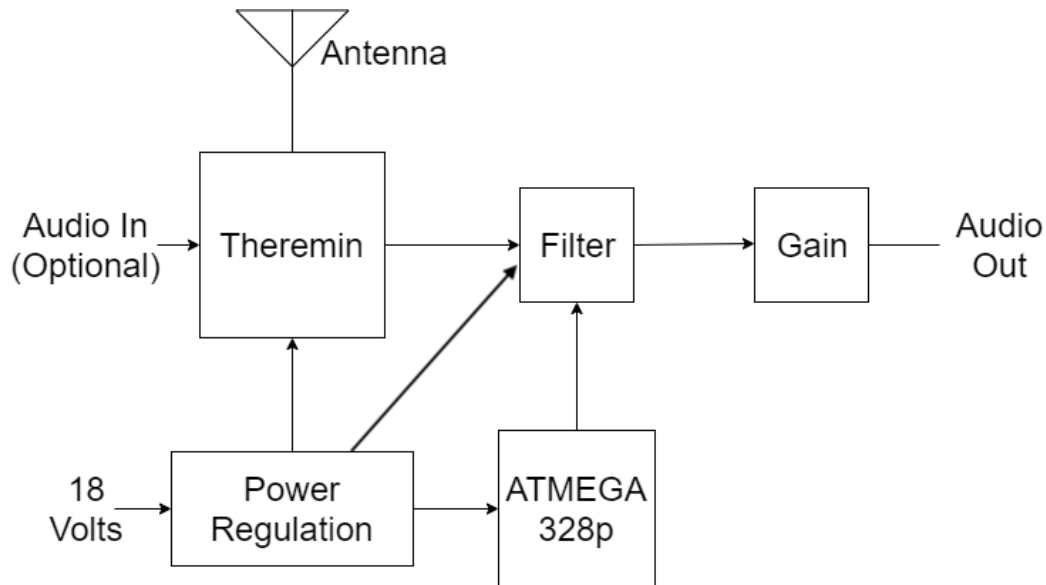 Antenna
Audio In
(Optional)
Theremin
Filter
Gain
Audio
Out
18
Volts
Power
Regulation
ATMEGA
328p